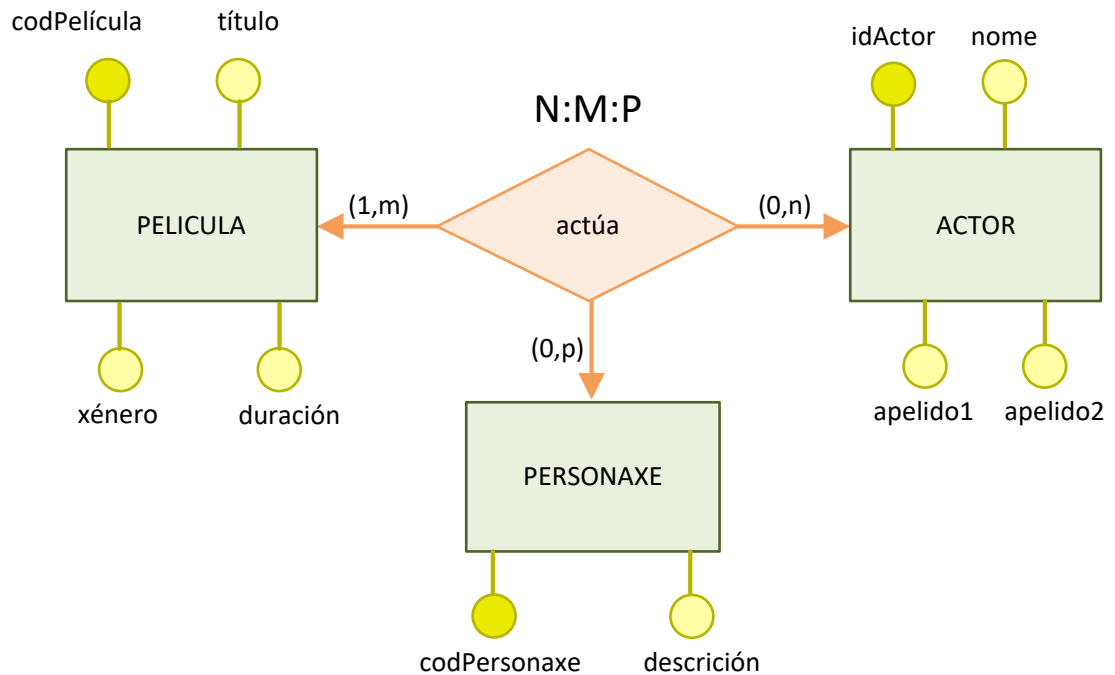 codPelícula título
idActor nome
N:M:P
PELICULA
(1,m)
actúa
(0,n)
ACTOR
(0,p)
xénero duración
apelido1 apelido2
PERSONAXE
codPersonaxe descrición